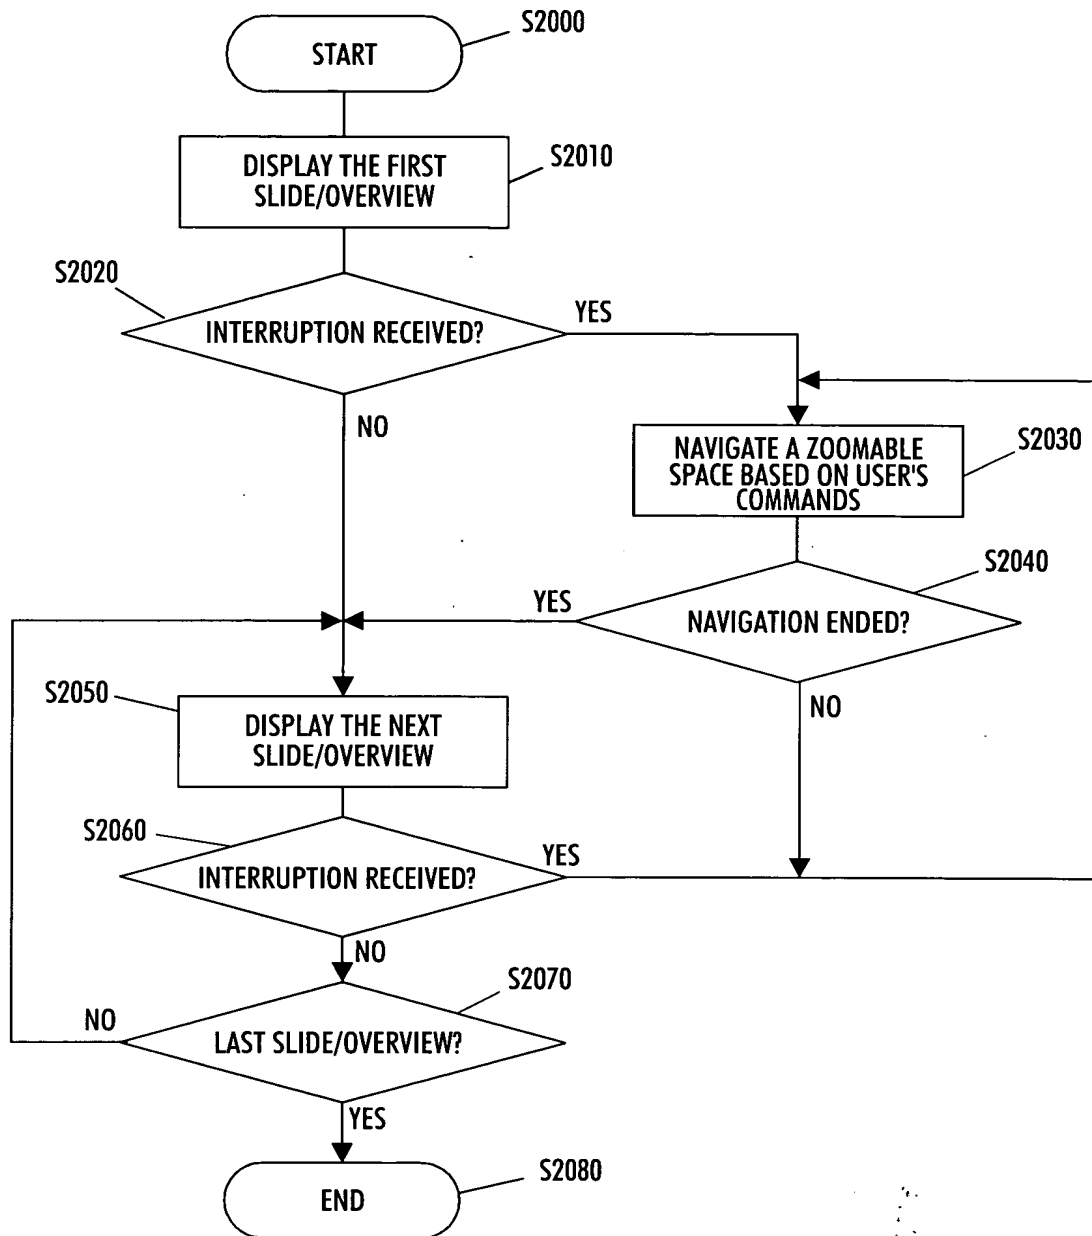 START
S2000
DISPLAY THE FIRST
SLIDE/OVERVIEW
S2010
S2020
INTERRUPTION RECEIVED?
YES
NO
NAVIGATE A ZOOMABLE
SPACE BASED ON USER'S
COMMANDS
S2030
S2040
YES
NAVIGATION ENDED?
NO
S2050
DISPLAY THE NEXT
SLIDE/OVERVIEW
S2060
INTERRUPTION RECEIVED?
YES
NO
S2070
NO
LAST SLIDE/OVERVIEW?
YES
END
S2080